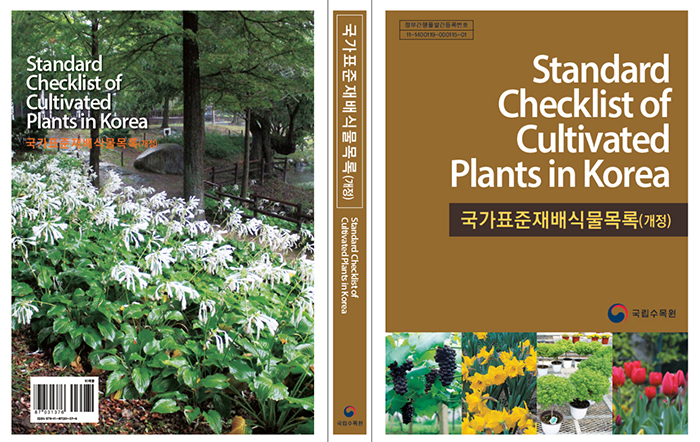 Standard
Checklist of
Cultivated
Plants in Korea
국가표준재배식물목록(개정)
비매품
국가표준재배식물목록(개정)
Standard Checklist of
Cultivated Plants in Korea
국립수목원
정부간행물발간등록번호
11-1400119-000115-01
Standard
Checklist of
Cultivated
Plants in Korea
국가표준재배식물목록(개정)
국립수목원